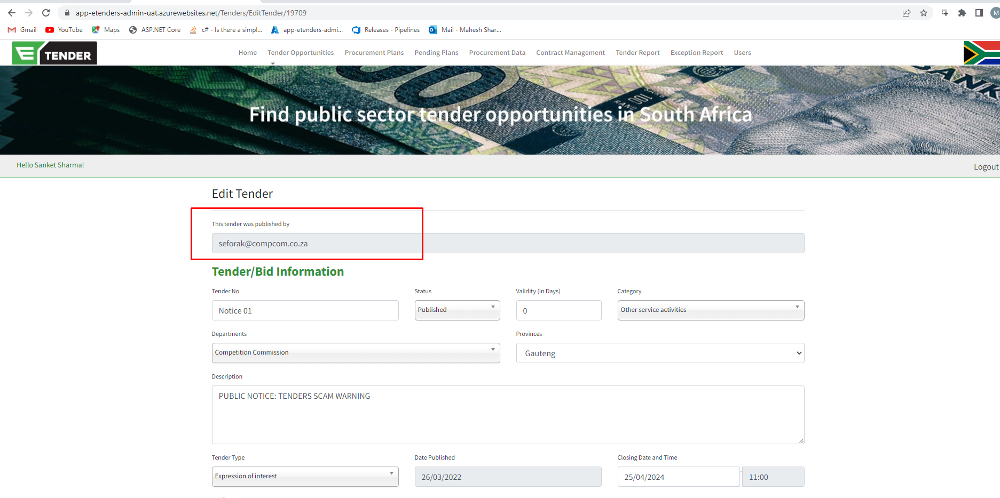 app-etenders-admin-uat.azurewebsites.net/Tenders/EditTender/19709
M
Gmail YouTube Maps ASP.NET Core c# - Is there a simpl... app-etenders-admi... Releases - Pipelines Mail - Mahesh Shar...
TENDER
Home Tender Opportunities Procurement Plans Pending Plans Procurement Data Contract Management Tender Report Exception Report Users
Find public sector tender opportunities in South Africa
Hello Sanket Sharma!
Logout
Edit Tender
This tender was published by
seforak@compcom.co.za
Tender/Bid Information
Tender No Status Validity (In Days) Category
Notice 01 Published 0 Other service activities
Departments Provinces
Competition Commission Gauteng
Description
PUBLIC NOTICE: TENDERS SCAM WARNING
Tender Type Date Published Closing Date and Time
Expression of interest 26/03/2022 25/04/2024 - 11:00